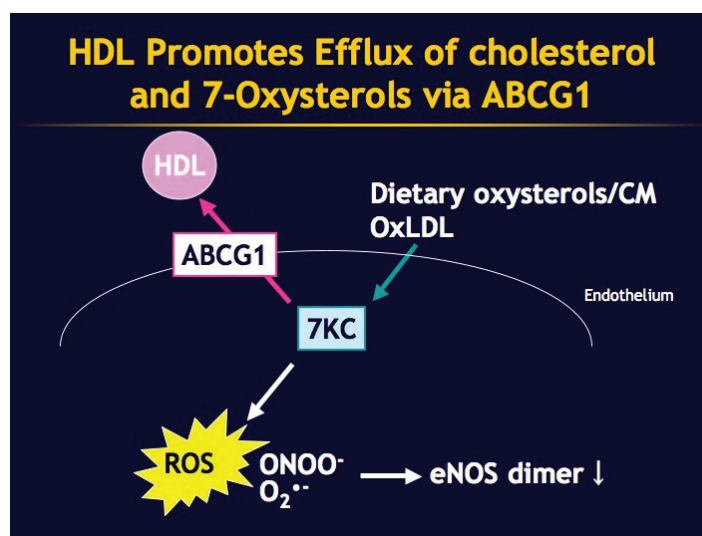 HDL Promotes Efflux of cholesterol
and 7-Oxysterols via ABCG1
HDL
Dietary oxysterols/CM
OxLDL
ABCG1
Endothelium
7KC
ROS
ONOO⁻
O₂•⁻
eNOS dimer ↓